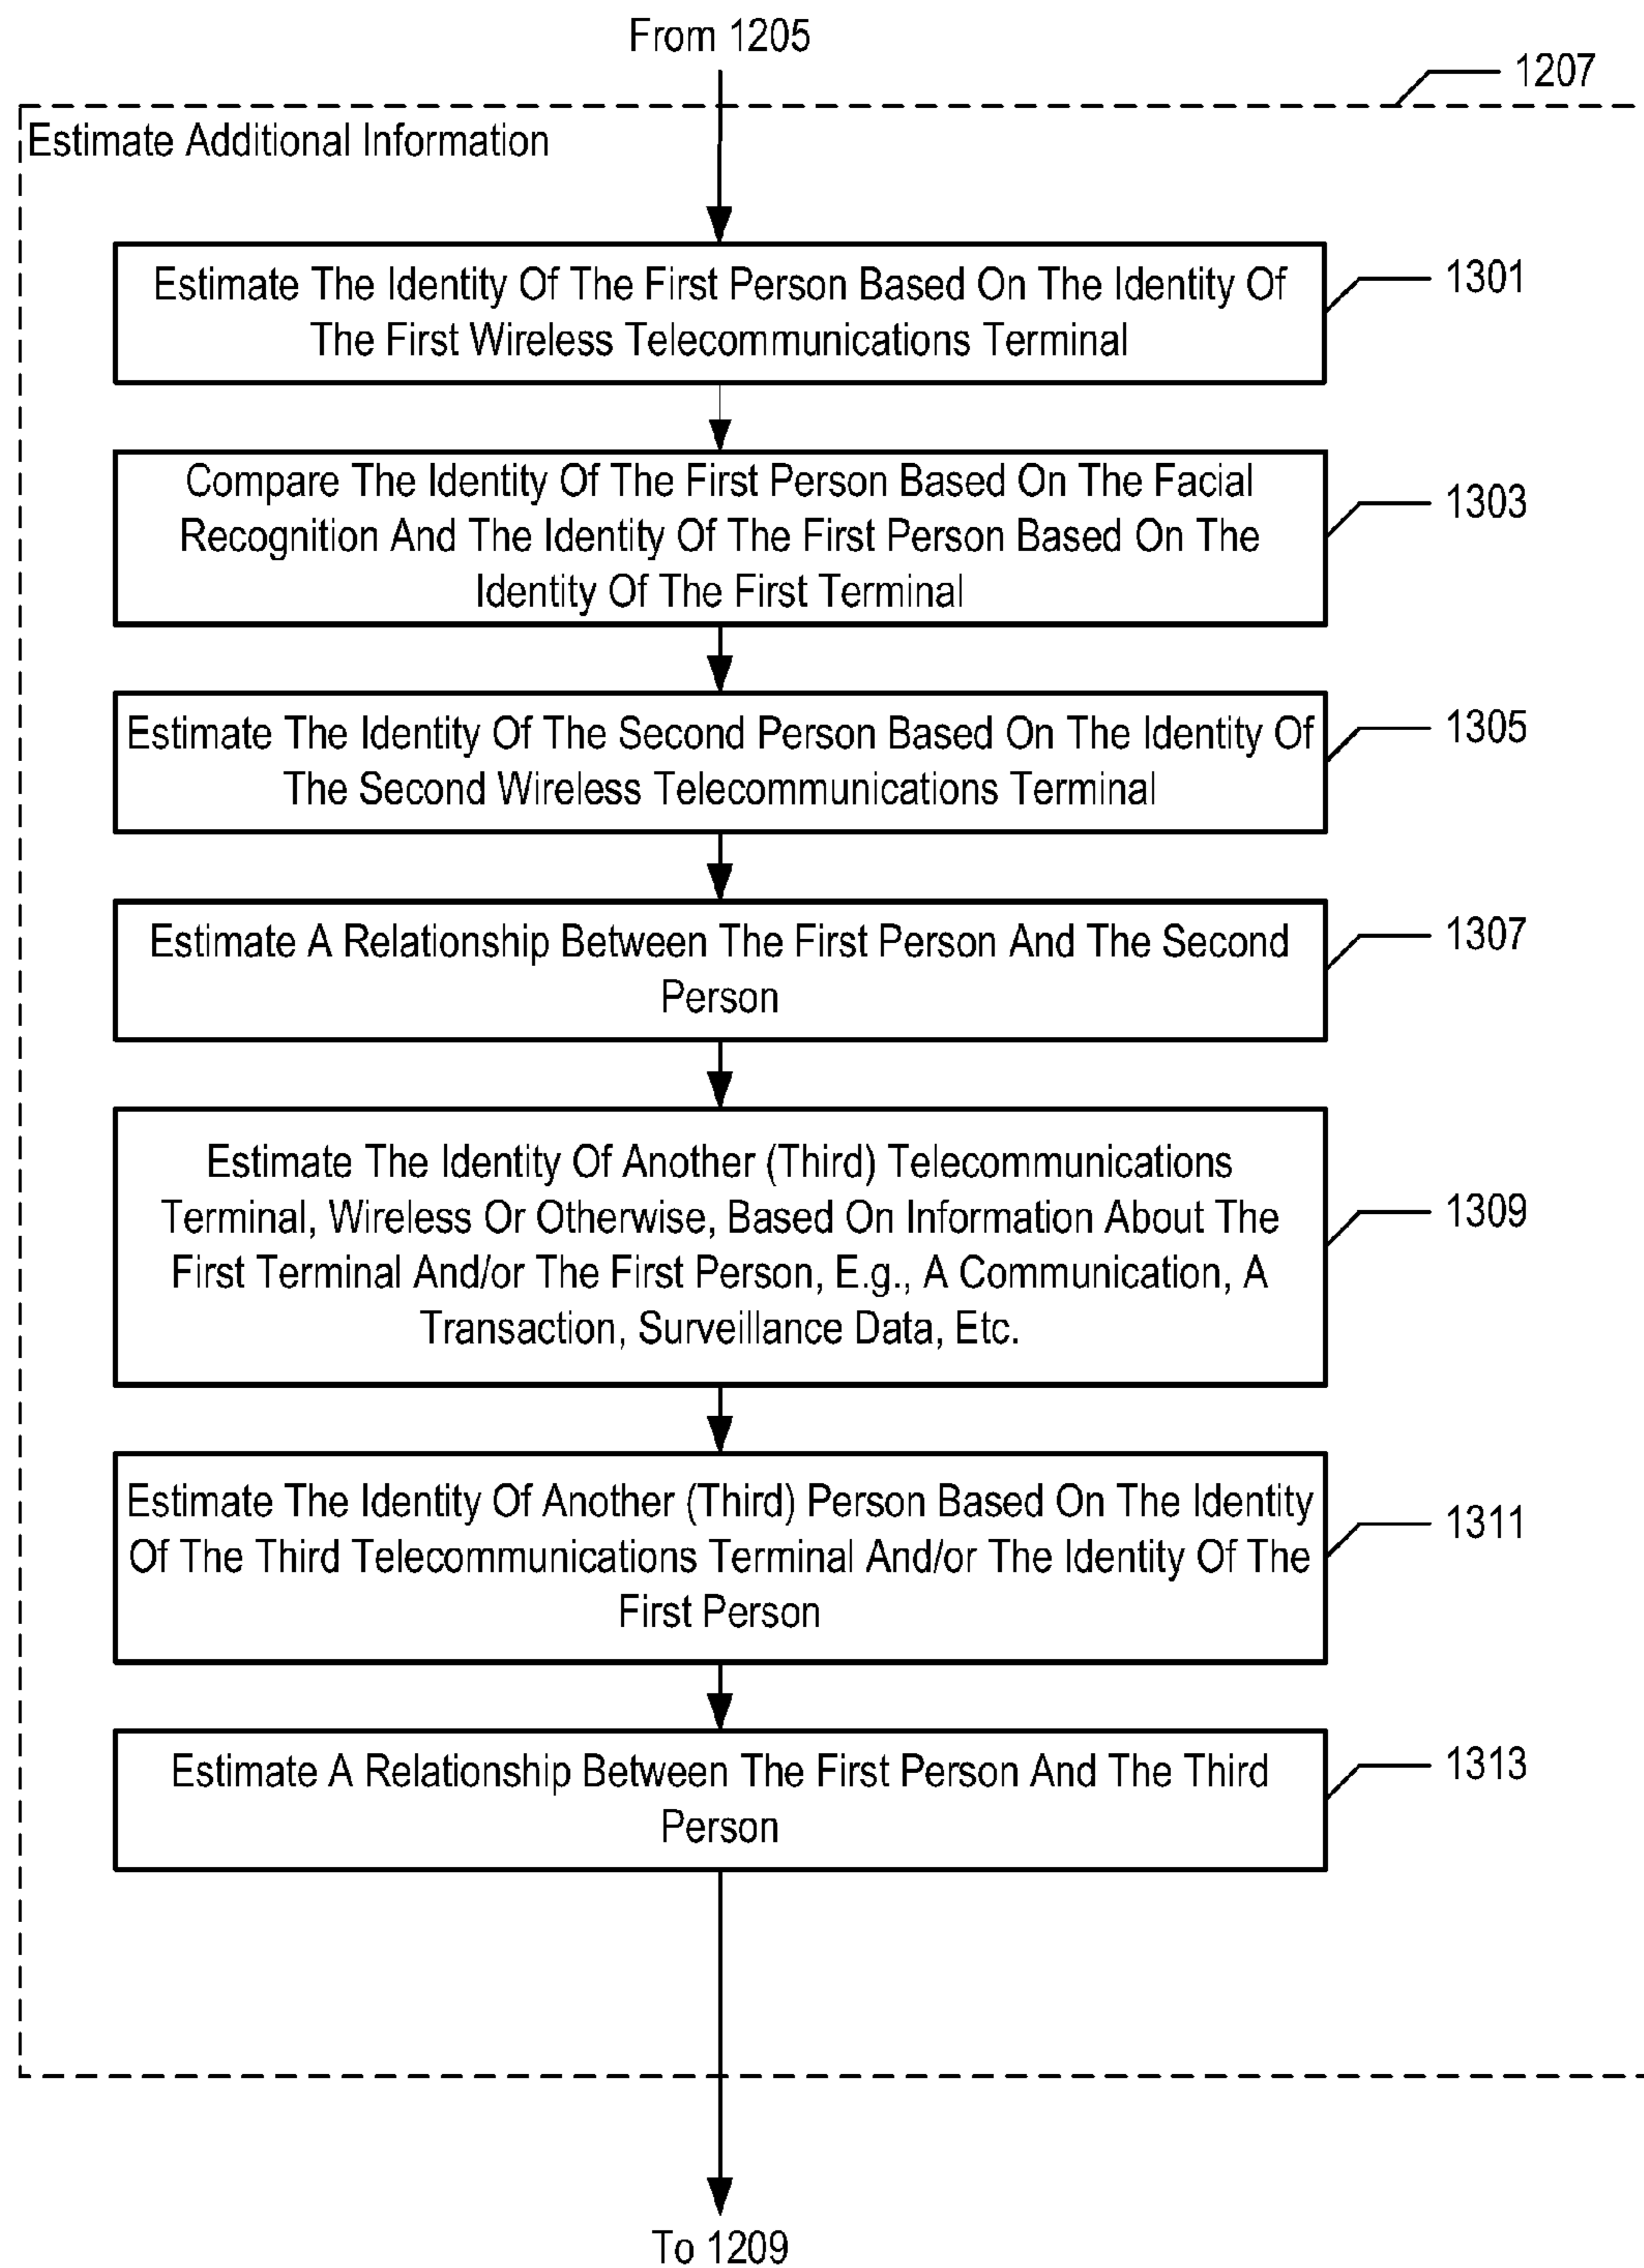 From 1205
1207
Estimate Additional Information
Estimate The Identity Of The First Person Based On The Identity Of
The First Wireless Telecommunications Terminal
1301
Compare The Identity Of The First Person Based On The Facial
Recognition And The Identity Of The First Person Based On The
Identity Of The First Terminal
1303
Estimate The Identity Of The Second Person Based On The Identity Of
The Second Wireless Telecommunications Terminal
1305
Estimate A Relationship Between The First Person And The Second
Person
1307
Estimate The Identity Of Another (Third) Telecommunications
Terminal, Wireless Or Otherwise, Based On Information About The
First Terminal And/or The First Person, E.g., A Communication, A
Transaction, Surveillance Data, Etc.
1309
Estimate The Identity Of Another (Third) Person Based On The Identity
Of The Third Telecommunications Terminal And/or The Identity Of The
First Person
1311
Estimate A Relationship Between The First Person And The Third
Person
1313
To 1209